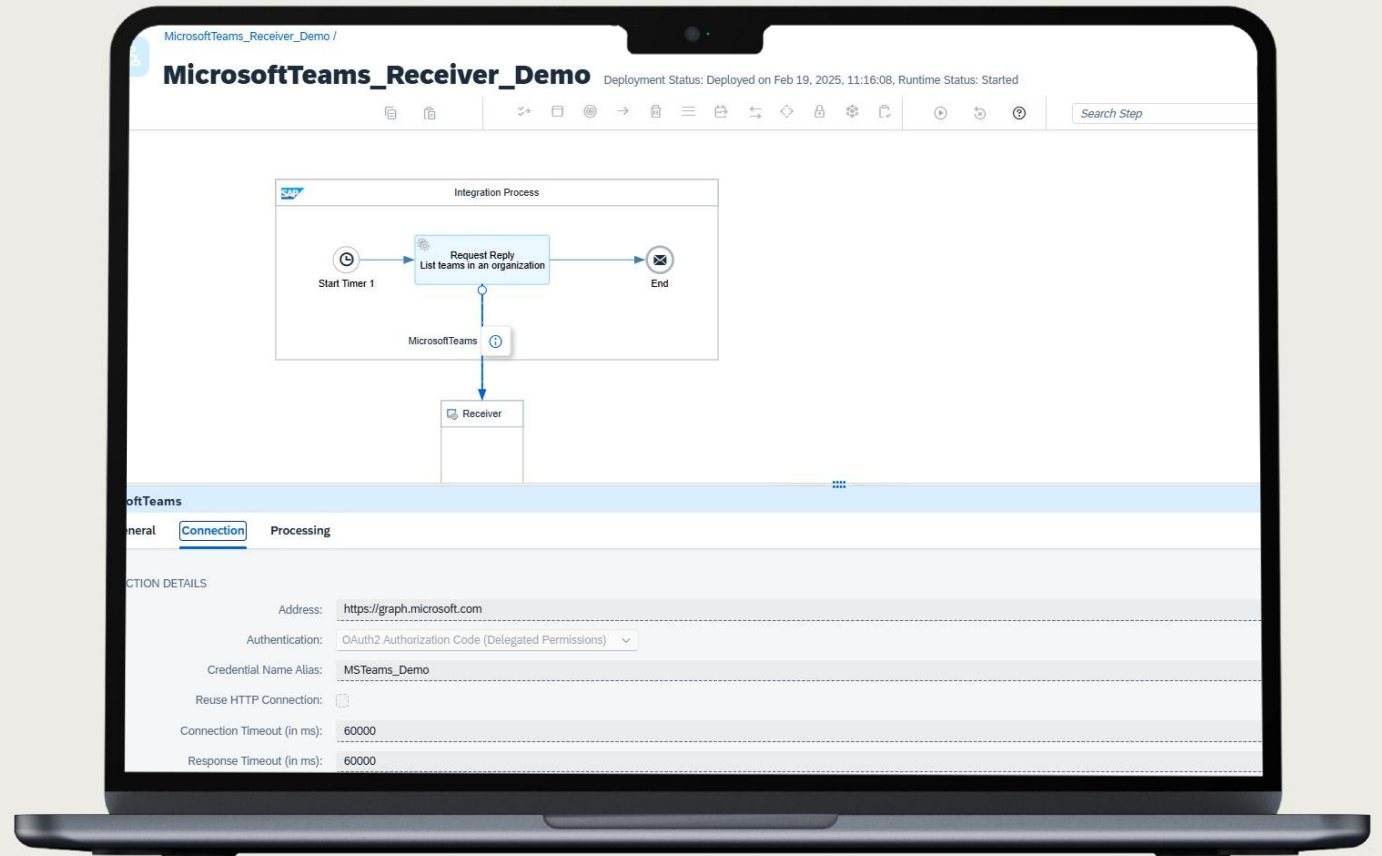 MicrosoftTeams_Receiver_Demo /
MicrosoftTeams_Receiver_Demo Deployment Status: Deployed on Feb 19, 2025, 11:16:08, Runtime Status: Started
Search Step
SAP
Integration Process
Request Reply
List teams in an organization
Start Timer 1
End
MicrosoftTeams
Receiver
oftTeams
neral Connection Processing
CTION DETAILS
Address: https://graph.microsoft.com
Authentication: OAuth2 Authorization Code (Delegated Permissions)
Credential Name Alias: MSTeams_Demo
Reuse HTTP Connection:
Connection Timeout (in ms): 60000
Response Timeout (in ms): 60000